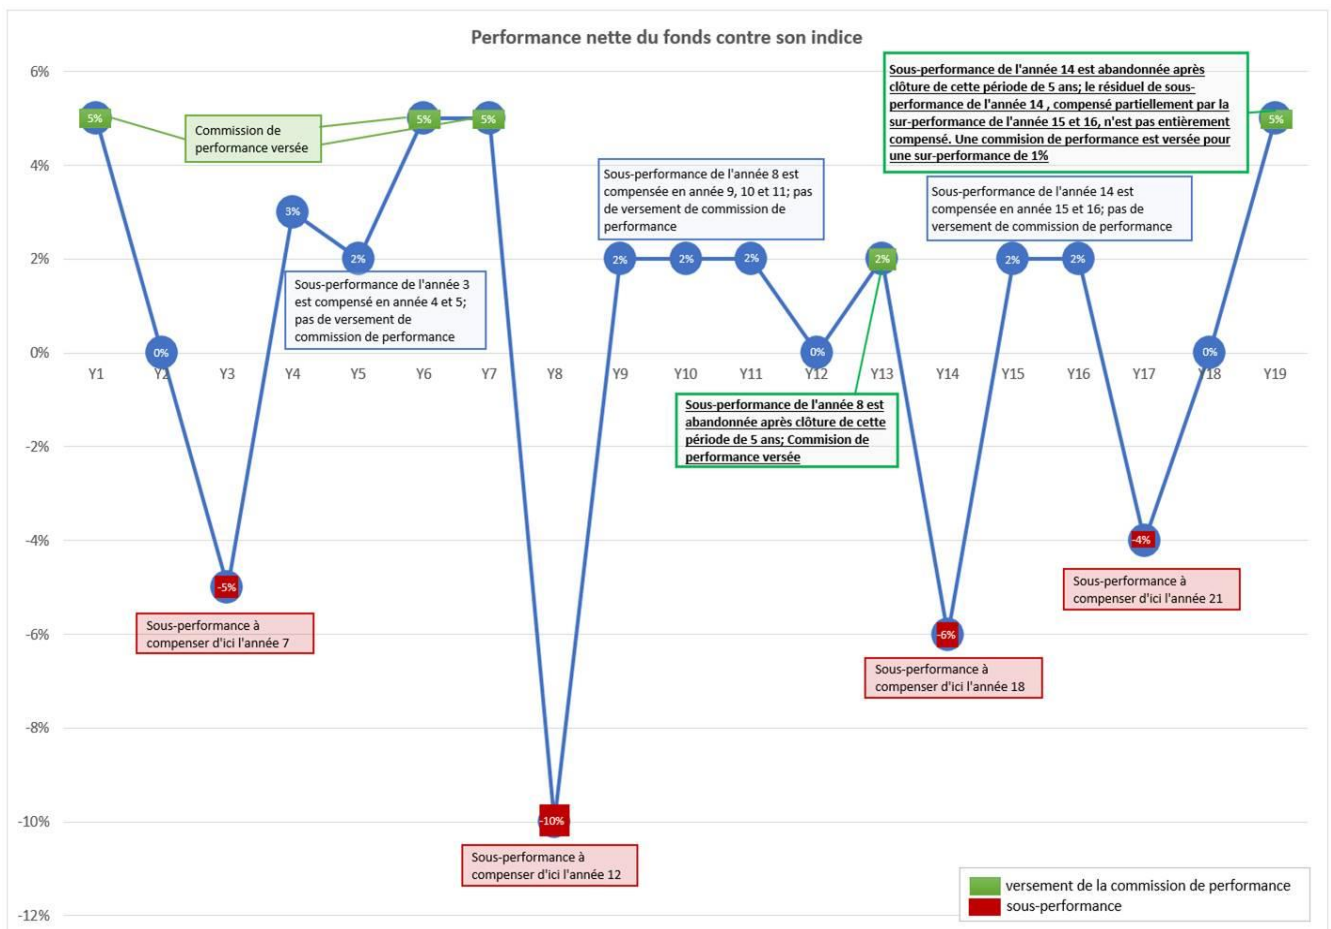 Performance nette du fonds contre son indice
6%
4%
2%
0%
-2%
-4%
-6%
-8%
-10%
-12%
Y1
Y2
Y3
Y4
Y5
Y6
Y7
Y8
Y9
Y10
Y11
Y12
Y13
Y14
Y15
Y16
Y17
Y18
Y19
5%
0%
-5%
3%
2%
5%
5%
-10%
2%
2%
2%
0%
2%
-6%
2%
2%
-4%
0%
5%
Commission de
performance versée
Sous-performance de l'année 3
est compensé en année 4 et 5;
pas de versement de
commission de performance
Sous-performance à
compenser d'ici l'année 7
Sous-performance à
compenser d'ici l'année 12
Sous-performance de l'année 8 est
compensée en année 9, 10 et 11; pas
de versement de commission de
performance
Sous-performance de l'année 8 est
abandonnée après clôture de cette
période de 5 ans; Commision de
performance versée
Sous-performance à
compenser d'ici l'année 18
Sous-performance de l'année 14 est
compensée en année 15 et 16; pas de
versement de commission de performance
Sous-performance de l'année 14 est abandonnée après
clôture de cette période de 5 ans; le résiduel de sous-
performance de l'année 14 , compensé partiellement par la
sur-performance de l'année 15 et 16, n'est pas entièrement
compensé. Une commision de performance est versée pour
une sur-performance de 1%
Sous-performance à
compenser d'ici l'année 21
versement de la commission de performance
sous-performance